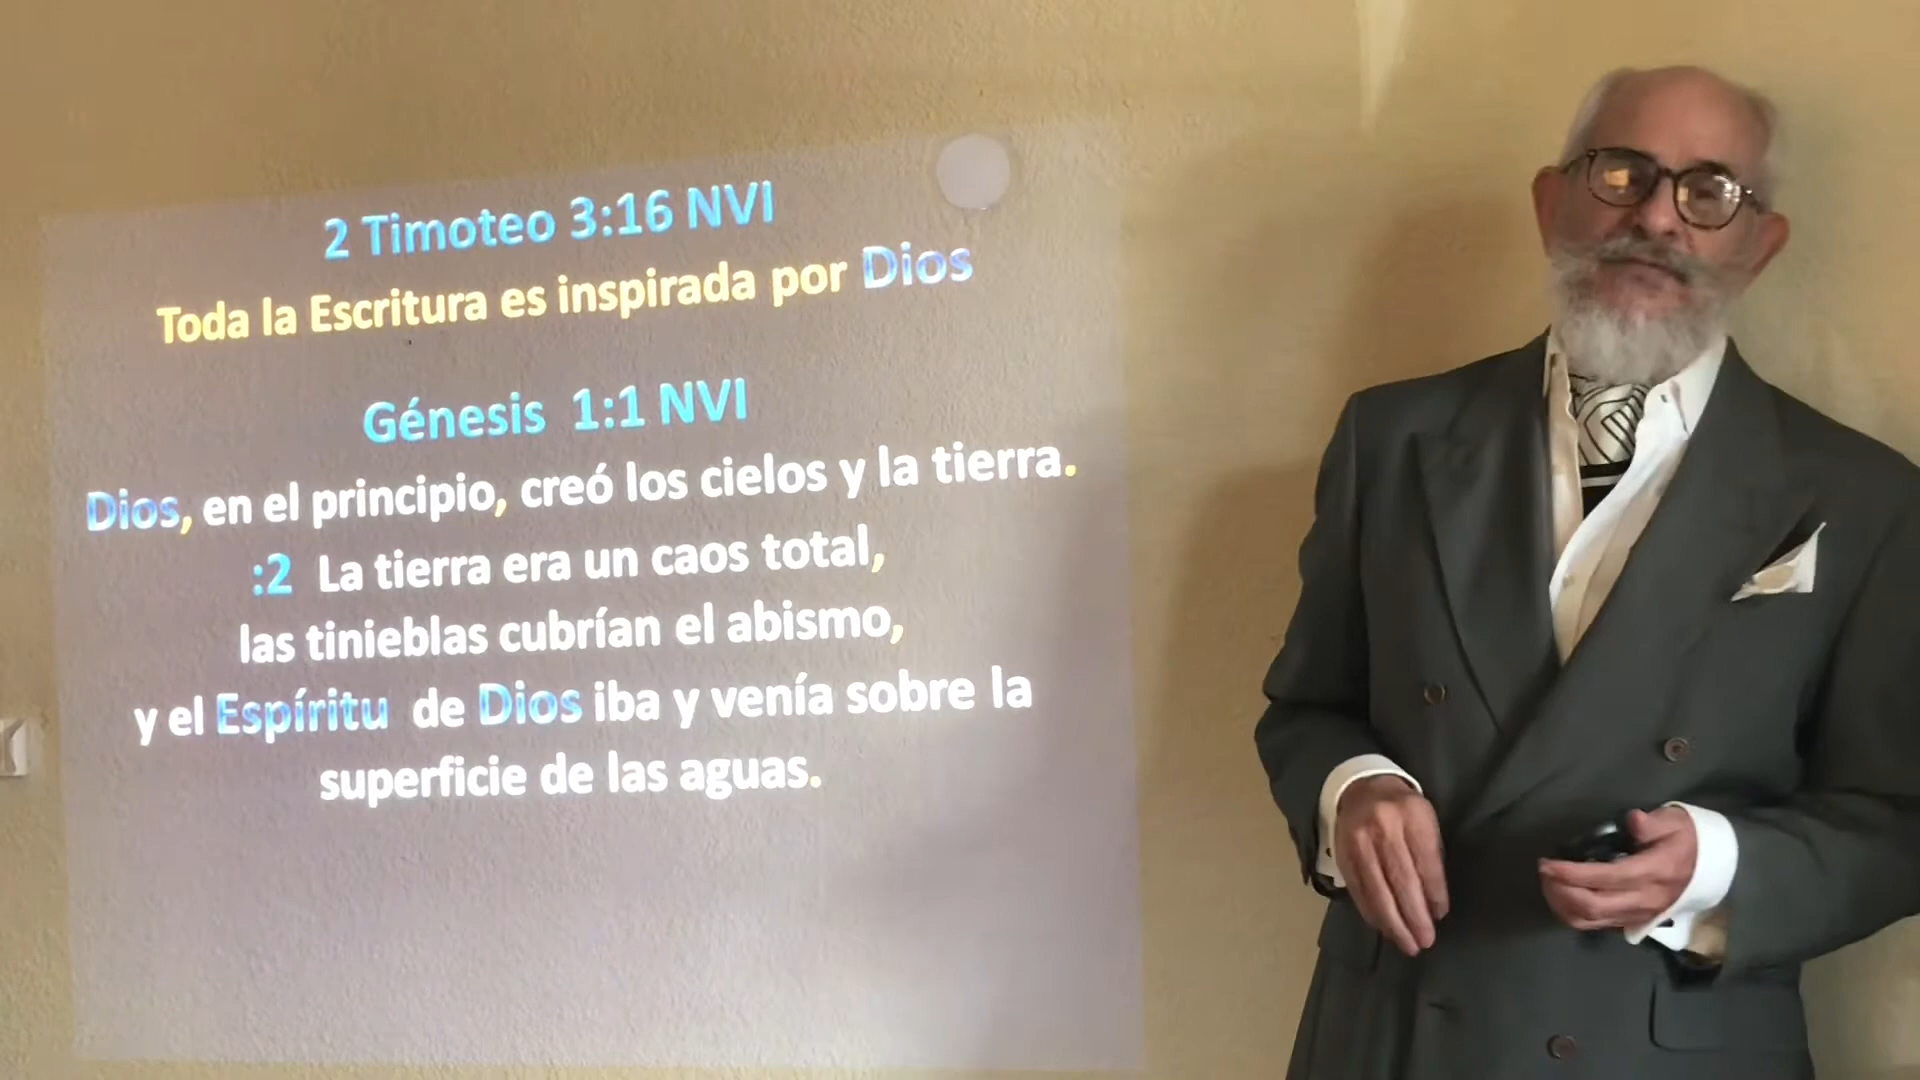 2 Timoteo 3:16 NVI
Toda la Escritura es inspirada por Dios
Génesis 1:1 NVI
Dios, en el principio, creó los cielos y la tierra.
:2 La tierra era un caos total,
las tinieblas cubrían el abismo,
y el Espíritu de Dios iba y venía sobre la
superficie de las aguas.